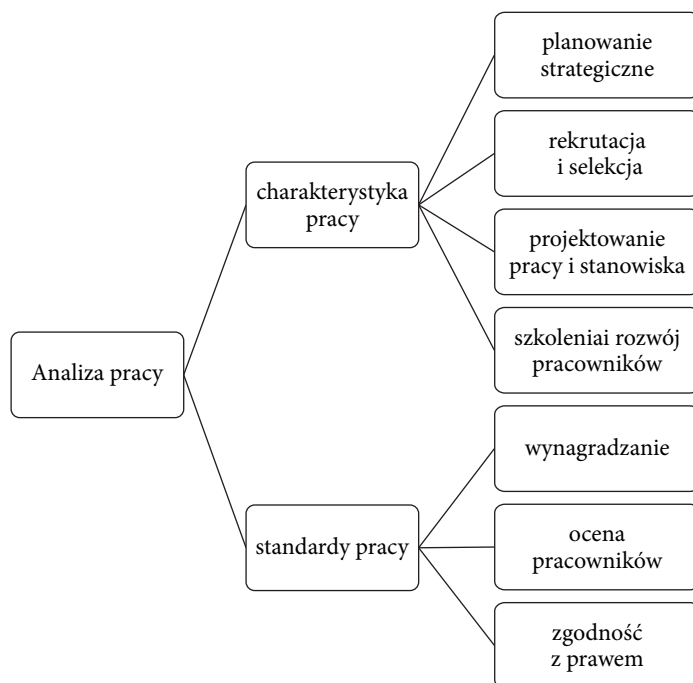 Analiza pracy
charakterystyka
pracy
standardy pracy
planowanie
strategiczne
rekrutacja
i selekcja
projektowanie
pracy i stanowiska
szkoleniai rozwój
pracowników
wynagradzanie
ocena
pracowników
zgodność
z prawem